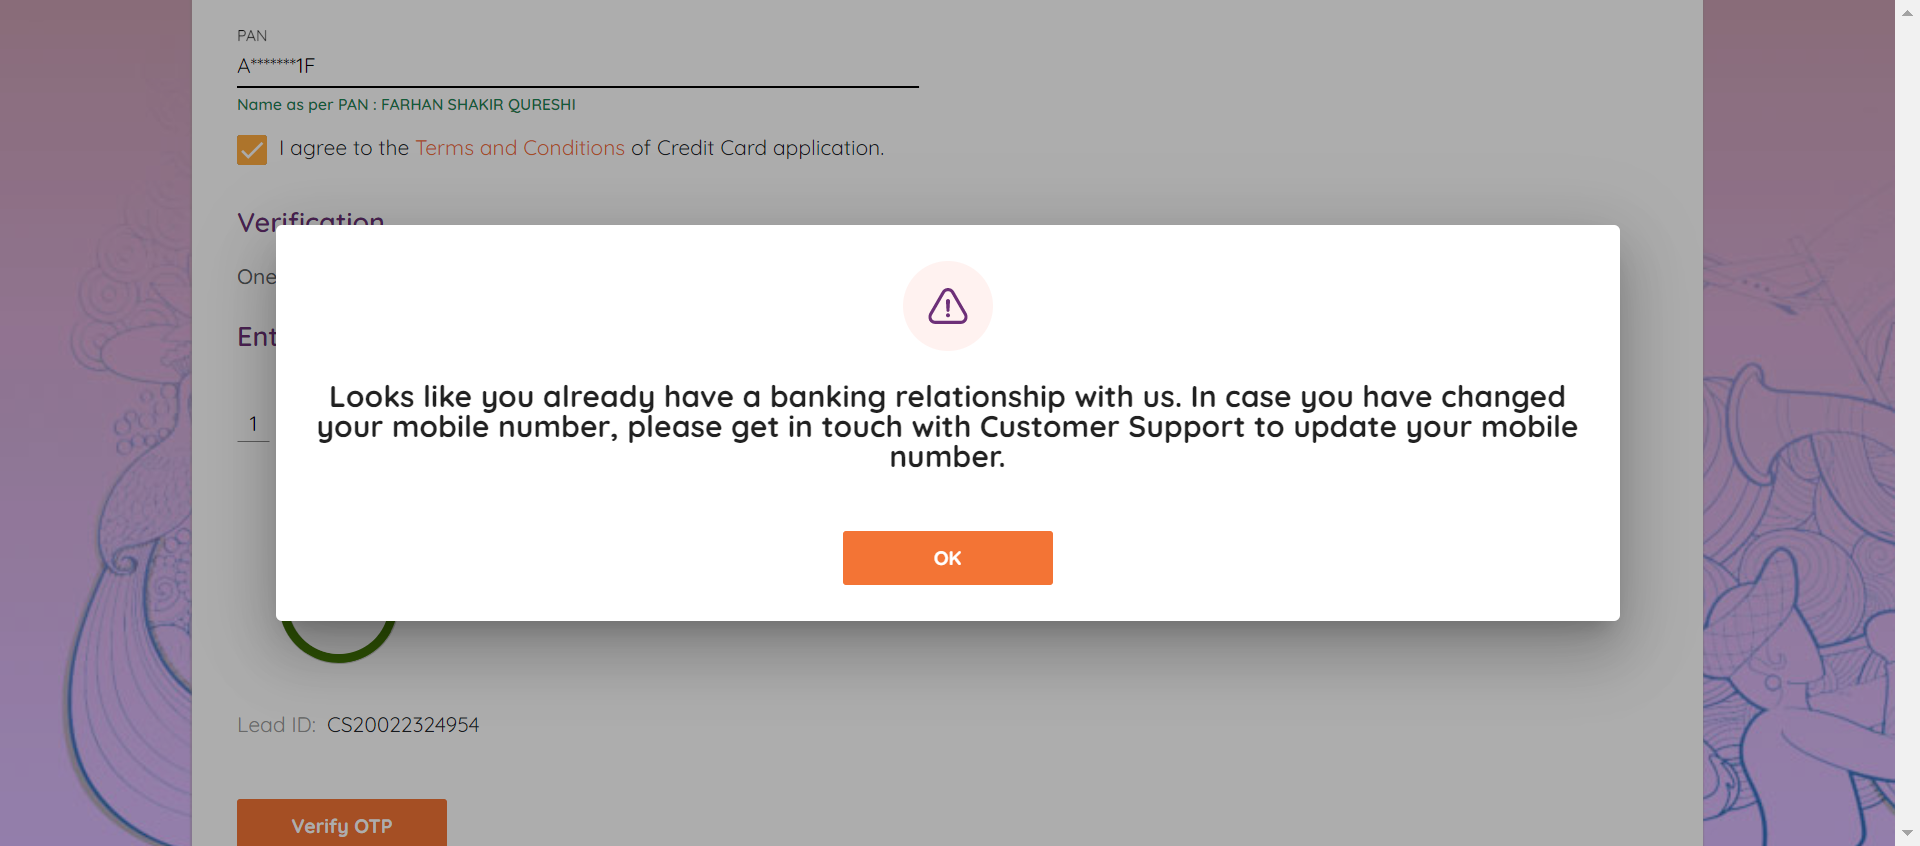 PAN
A*******1F
Name as per PAN : FARHAN SHAKIR QURESHI
I agree to the Terms and Conditions of Credit Card application.
Verification
One
Ent
1
Looks like you already have a banking relationship with us. In case you have changed
your mobile number, please get in touch with Customer Support to update your mobile
number.
OK
Lead ID: CS20022324954
Verify OTP